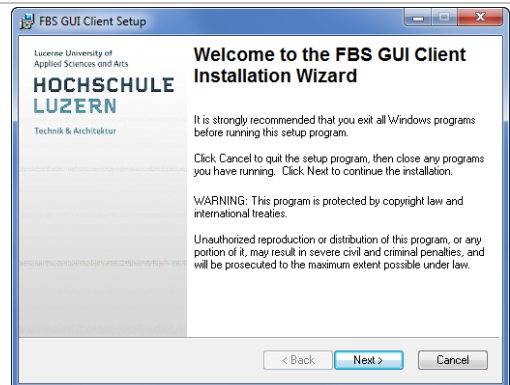 FBS GUI Client Setup
Lucerne University of
Applied Sciences and Arts
HOCHSCHULE
LUZERN
Technik & Architektur
Welcome to the FBS GUI Client
Installation Wizard
It is strongly recommended that you exit all Windows programs
before running this setup program.
Click Cancel to quit the setup program, then close any programs
you have running. Click Next to continue the installation.
WARNING: This program is protected by copyright law and
international treaties.
Unauthorized reproduction or distribution of this program, or any
portion of it, may result in severe civil and criminal penalties, and
will be prosecuted to the maximum extent possible under law.
< Back
Next >
Cancel